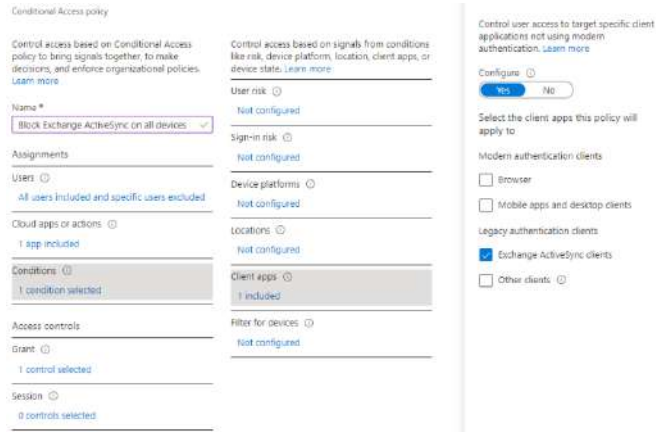 Conditional Access policy
Control access based on Conditional Access
policy to bring signals together, to make
decisions, and enforce organizational policies.
Learn more
Name *
Block Exchange ActiveSync on all devices
Assignments
Users
All users included and specific users excluded
Cloud apps or actions
1 app included
Conditions
1 condition selected
Access controls
Grant
1 control selected
Session
0 controls selected
Control access based on signals from conditions
like risk, device platform, location, client apps, or
device state. Learn more
User risk
Not configured
Sign-in risk
Not configured
Device platforms
Not configured
Locations
Not configured
Client apps
1 included
Filter for devices
Not configured
Control user access to target specific client
applications not using modern
authentication. Learn more
Configure
Yes No
Select the client apps this policy will
apply to
Modern authentication clients
Browser
Mobile apps and desktop clients
Legacy authentication clients
Exchange ActiveSync clients
Other clients